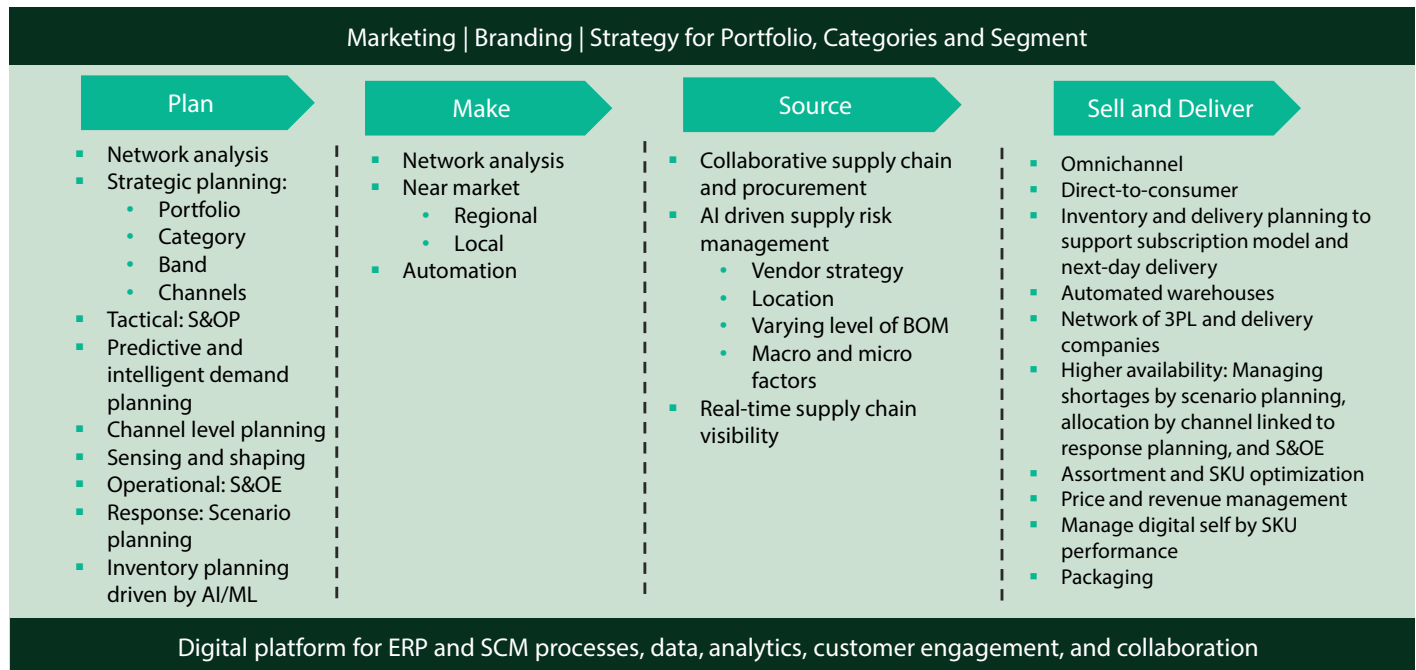 Marketing | Branding | Strategy for Portfolio, Categories and Segment
Plan
Network analysis
Strategic planning:
Portfolio
Category
Band
Channels
Tactical: S&OP
Predictive and
intelligent demand
planning
Channel level planning
Sensing and shaping
Operational: S&OE
Response: Scenario
planning
Inventory planning
driven by AI/ML
Make
Network analysis
Near market
Regional
Local
Automation
Source
Collaborative supply chain
and procurement
AI driven supply risk
management
Vendor strategy
Location
Varying level of BOM
Macro and micro
factors
Real-time supply chain
visibility
Sell and Deliver
Omnichannel
Direct-to-consumer
Inventory and delivery planning to
support subscription model and
next-day delivery
Automated warehouses
Network of 3PL and delivery
companies
Higher availability: Managing
shortages by scenario planning,
allocation by channel linked to
response planning, and S&OE
Assortment and SKU optimization
Price and revenue management
Manage digital self by SKU
performance
Packaging
Digital platform for ERP and SCM processes, data, analytics, customer engagement, and collaboration